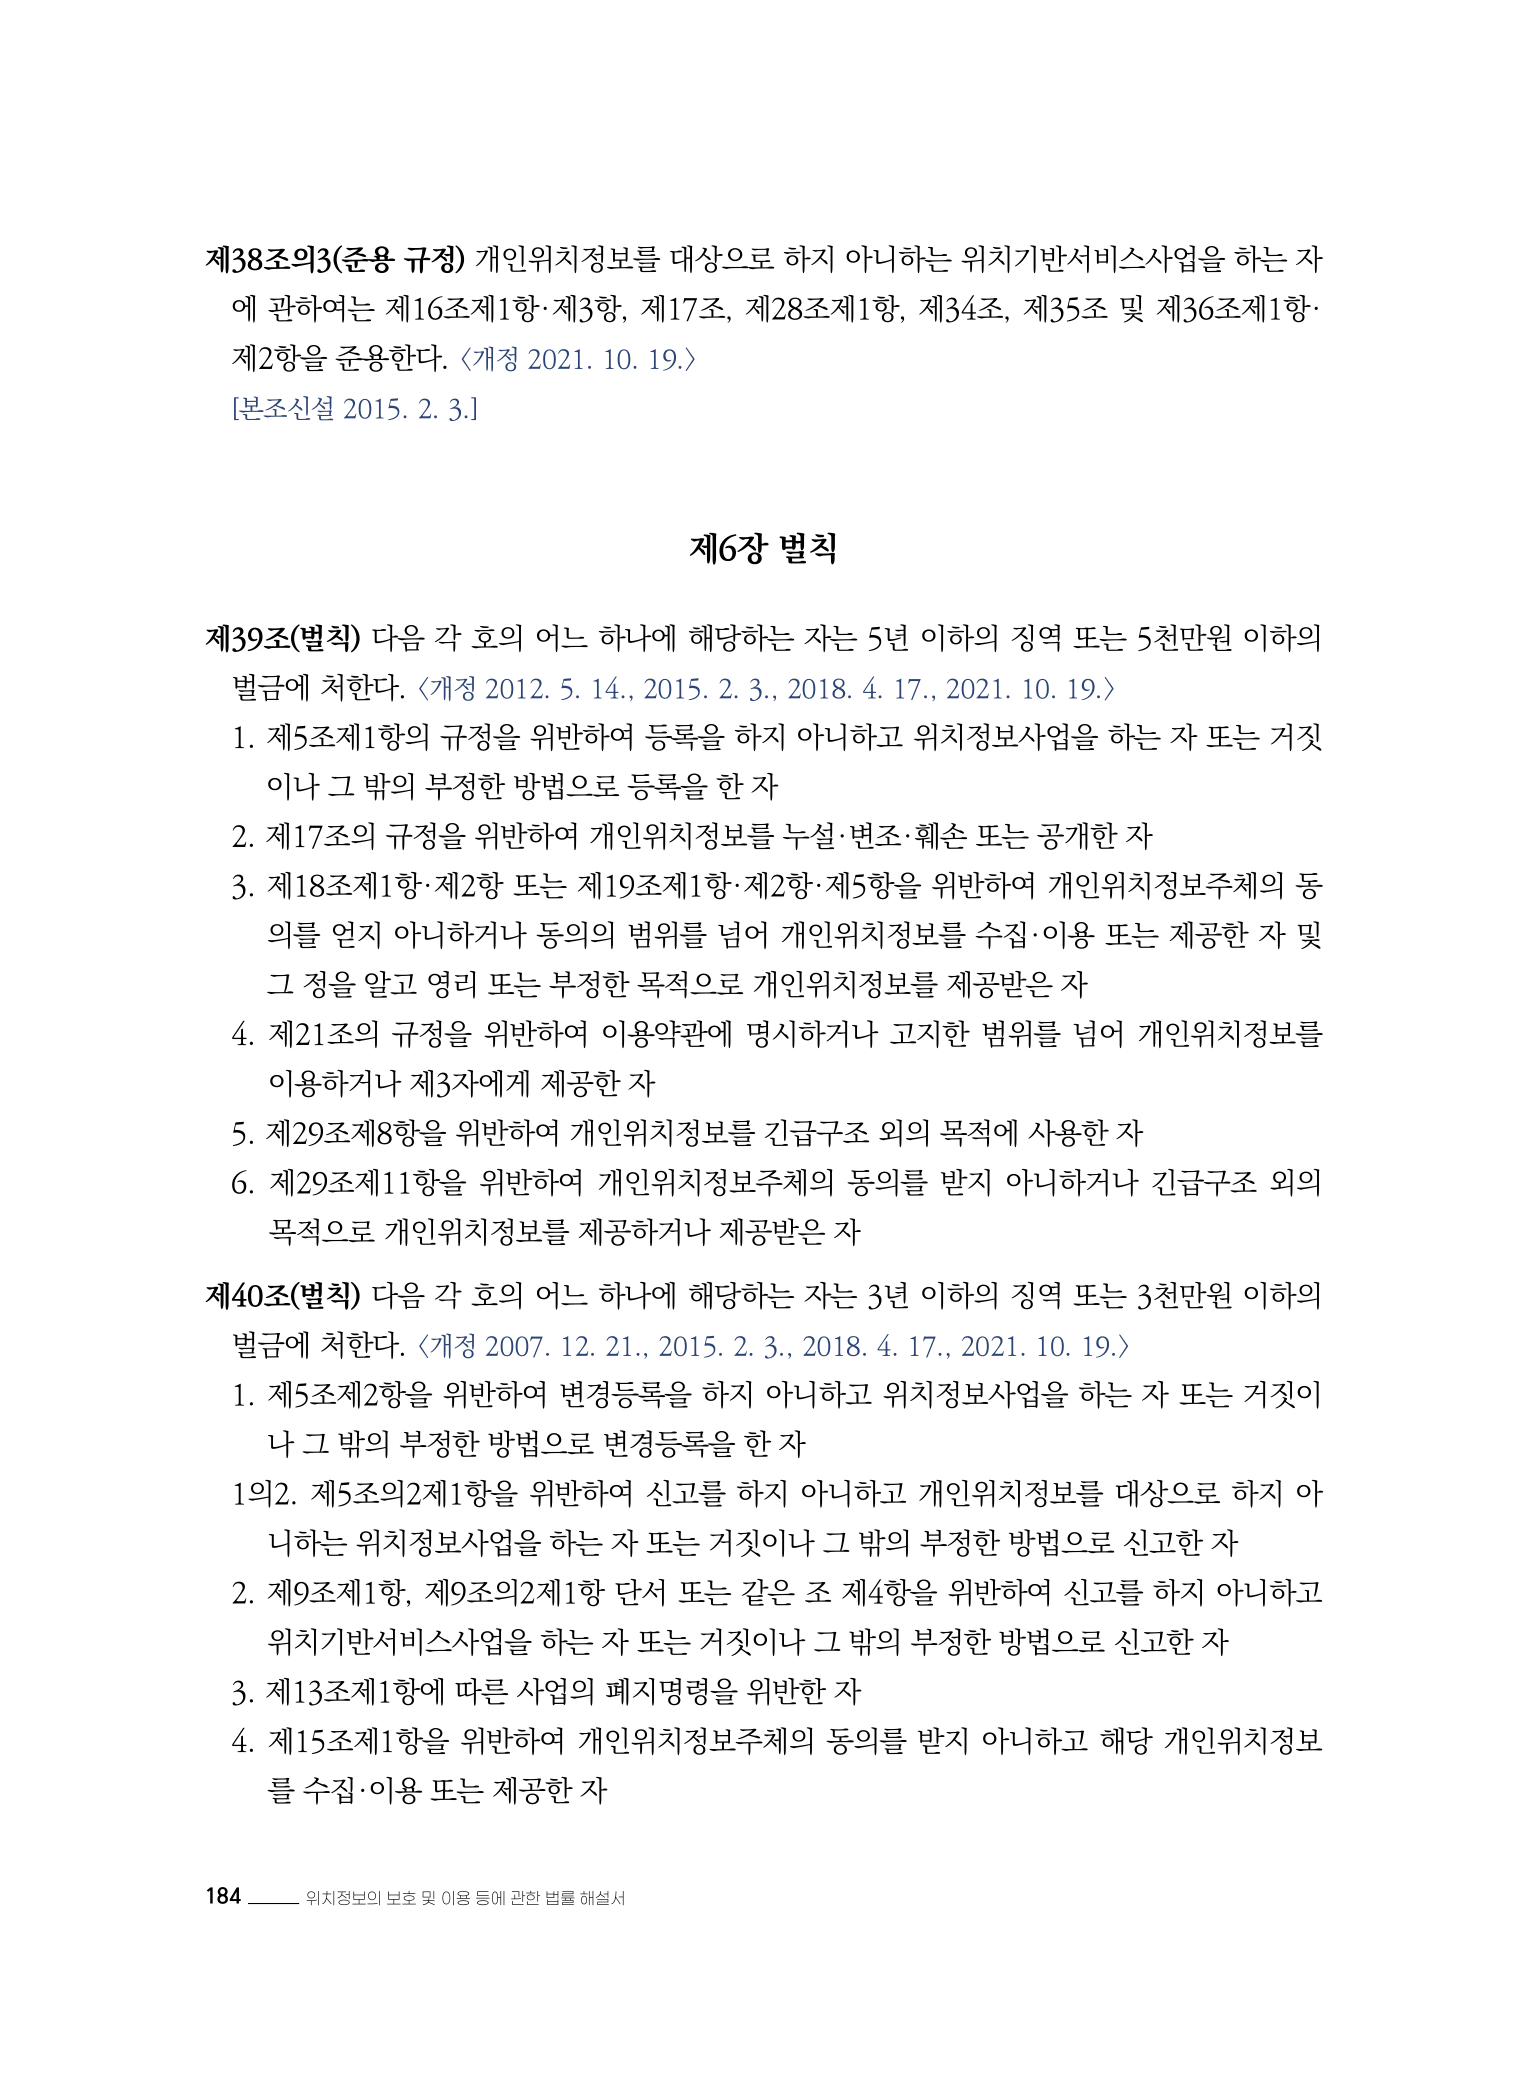 제38조의3(준용 규정) 개인위치정보를 대상으로 하지 아니하는 위치기반서비스사업을 하는 자
에 관하여는 제16조제1항·제3항, 제17조, 제28조제1항, 제34조, 제35조 및 제36조제1항·
제2항을 준용한다. 〈개정 2021. 10. 19.〉
[본조신설 2015. 2. 3.]
제6장 벌칙
제39조(벌칙) 다음 각 호의 어느 하나에 해당하는 자는 5년 이하의 징역 또는 5천만원 이하의
벌금에 처한다. 〈개정 2012. 5. 14., 2015. 2. 3., 2018. 4. 17., 2021. 10. 19.〉
1. 제5조제1항의 규정을 위반하여 등록을 하지 아니하고 위치정보사업을 하는 자 또는 거짓
이나 그 밖의 부정한 방법으로 등록을 한 자
2. 제17조의 규정을 위반하여 개인위치정보를 누설·변조·훼손 또는 공개한 자
3. 제18조제1항·제2항 또는 제19조제1항·제2항·제5항을 위반하여 개인위치정보주체의 동
의를 얻지 아니하거나 동의의 범위를 넘어 개인위치정보를 수집·이용 또는 제공한 자 및
그 정을 알고 영리 또는 부정한 목적으로 개인위치정보를 제공받은 자
4. 제21조의 규정을 위반하여 이용약관에 명시하거나 고지한 범위를 넘어 개인위치정보를
이용하거나 제3자에게 제공한 자
5. 제29조제8항을 위반하여 개인위치정보를 긴급구조 외의 목적에 사용한 자
6. 제29조제11항을 위반하여 개인위치정보주체의 동의를 받지 아니하거나 긴급구조 외의
목적으로 개인위치정보를 제공하거나 제공받은 자
제40조(벌칙) 다음 각 호의 어느 하나에 해당하는 자는 3년 이하의 징역 또는 3천만원 이하의
벌금에 처한다. 〈개정 2007. 12. 21., 2015. 2. 3., 2018. 4. 17., 2021. 10. 19.〉
1. 제5조제2항을 위반하여 변경등록을 하지 아니하고 위치정보사업을 하는 자 또는 거짓이
나 그 밖의 부정한 방법으로 변경등록을 한 자
1의2. 제5조의2제1항을 위반하여 신고를 하지 아니하고 개인위치정보를 대상으로 하지 아
니하는 위치정보사업을 하는 자 또는 거짓이나 그 밖의 부정한 방법으로 신고한 자
2. 제9조제1항, 제9조의2제1항 단서 또는 같은 조 제4항을 위반하여 신고를 하지 아니하고
위치기반서비스사업을 하는 자 또는 거짓이나 그 밖의 부정한 방법으로 신고한 자
3. 제13조제1항에 따른 사업의 폐지명령을 위반한 자
4. 제15조제1항을 위반하여 개인위치정보주체의 동의를 받지 아니하고 해당 개인위치정보
를 수집·이용 또는 제공한 자
184 위치정보의 보호 및 이용 등에 관한 법률 해설서